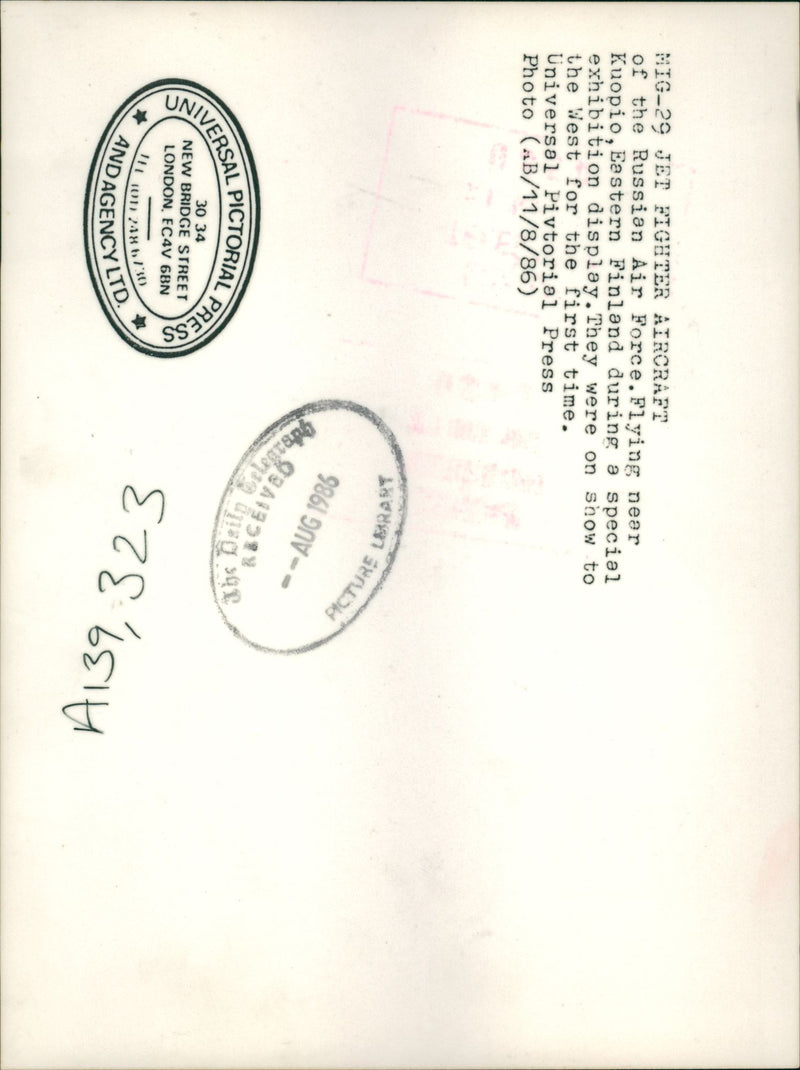 MIG-29 JET FIGHTER AIRCRAFT
of the Russian Air Force.Flying near
Kuopio,Eastern Finland during a special
exhibition display.They were on show to
the West for the first time.
Universal Pivtorial Press
Photo (AB/11/8/86)
UNIVERSAL PICTORIAL PRESS
30 34
NEW BRIDGE STREET
LONDON, EC4V 6BN
AND AGENCY LTD.
The Daily Telegraph
RECEIVED
-- AUG 1986
PICTURE LIBRARY
A139,323